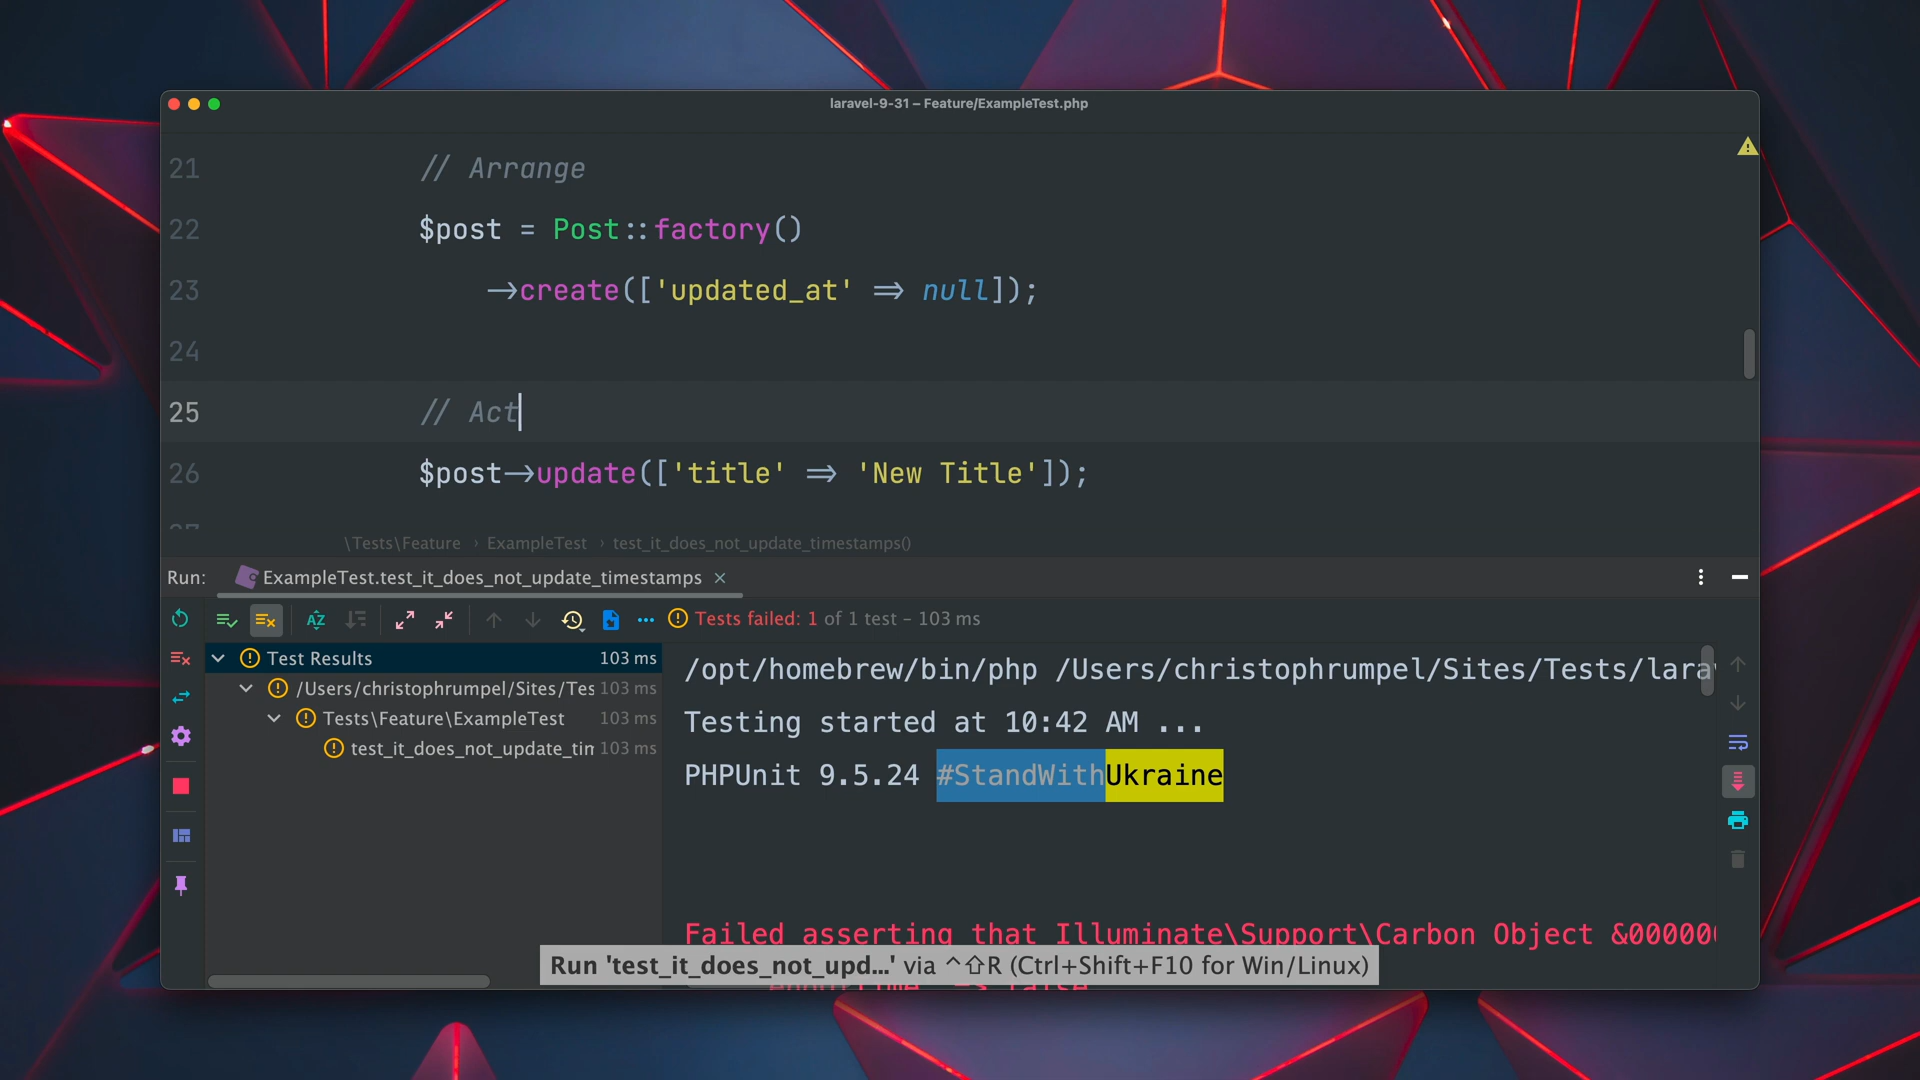 laravel-9-31 – Feature/ExampleTest.php
21 // Arrange
22 $post = Post::factory()
23 ->create(['updated_at' => null]);
24
25 // Act
26 $post->update(['title' => 'New Title']);
27
\Tests\Feature › ExampleTest › test_it_does_not_update_timestamps()
Run: ExampleTest.test_it_does_not_update_timestamps ×
Tests failed: 1 of 1 test – 103 ms
Test Results 103 ms
/Users/christophrumpel/Sites/Tes 103 ms
Tests\Feature\ExampleTest 103 ms
test_it_does_not_update_tim 103 ms
/opt/homebrew/bin/php /Users/christophrumpel/Sites/Tests/lara
Testing started at 10:42 AM ...
PHPUnit 9.5.24 #StandWithUkraine
Failed asserting that Illuminate\Support\Carbon Object &000000
Run 'test_it_does_not_upd...' via ^⇧R (Ctrl+Shift+F10 for Win/Linux)